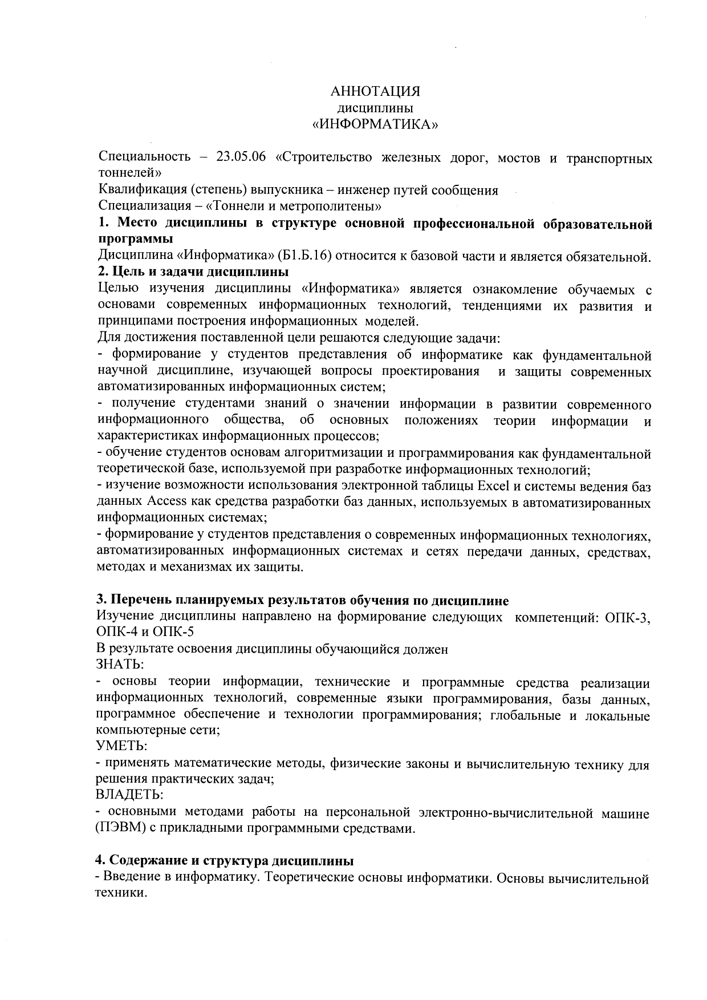 АННОТАЦИЯ
дисциплины
«ИНФОРМАТИКА»
Специальность – 23.05.06 «Строительство железных дорог, мостов и транспортных
тоннелей»
Квалификация (степень) выпускника – инженер путей сообщения
Специализация – «Тоннели и метрополитены»
1. Место дисциплины в структуре основной профессиональной образовательной
программы
Дисциплина «Информатика» (Б1.Б.16) относится к базовой части и является обязательной.
2. Цель и задачи дисциплины
Целью изучения дисциплины «Информатика» является ознакомление обучаемых с
основами современных информационных технологий, тенденциями их развития и
принципами построения информационных моделей.
Для достижения поставленной цели решаются следующие задачи:
- формирование у студентов представления об информатике как фундаментальной
научной дисциплине, изучающей вопросы проектирования и защиты современных
автоматизированных информационных систем;
- получение студентами знаний о значении информации в развитии современного
информационного общества, об основных положениях теории информации и
характеристиках информационных процессов;
- обучение студентов основам алгоритмизации и программирования как фундаментальной
теоретической базе, используемой при разработке информационных технологий;
- изучение возможности использования электронной таблицы Excel и системы ведения баз
данных Access как средства разработки баз данных, используемых в автоматизированных
информационных системах;
- формирование у студентов представления о современных информационных технологиях,
автоматизированных информационных системах и сетях передачи данных, средствах,
методах и механизмах их защиты.
3. Перечень планируемых результатов обучения по дисциплине
Изучение дисциплины направлено на формирование следующих компетенций: ОПК-3,
ОПК-4 и ОПК-5
В результате освоения дисциплины обучающийся должен
ЗНАТЬ:
- основы теории информации, технические и программные средства реализации
информационных технологий, современные языки программирования, базы данных,
программное обеспечение и технологии программирования; глобальные и локальные
компьютерные сети;
УМЕТЬ:
- применять математические методы, физические законы и вычислительную технику для
решения практических задач;
ВЛАДЕТЬ:
- основными методами работы на персональной электронно-вычислительной машине
(ПЭВМ) с прикладными программными средствами.
4. Содержание и структура дисциплины
- Введение в информатику. Теоретические основы информатики. Основы вычислительной
техники.